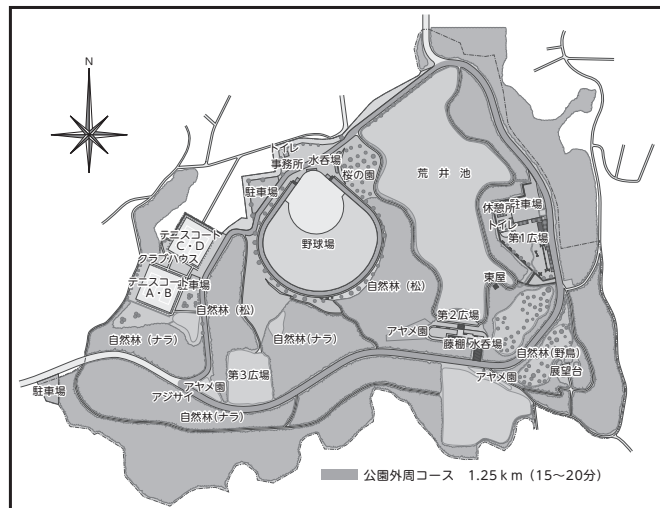 N
トイレ
事務所
水呑場
桜の園
駐車場
荒井池
休憩所
駐車場
トイレ
第1広場
野球場
テニスコート
C・D
クラブハウス
テニスコート
A・B
駐車場
自然林(松)
自然林(松)
東屋
第2広場
アヤメ園
藤棚
水呑場
自然林(ナラ)
自然林(ナラ)
自然林(野鳥)
展望台
アヤメ園
第3広場
アヤメ園
アジサイ
駐車場
自然林(ナラ)
公園外周コース 1.25km(15〜20分)